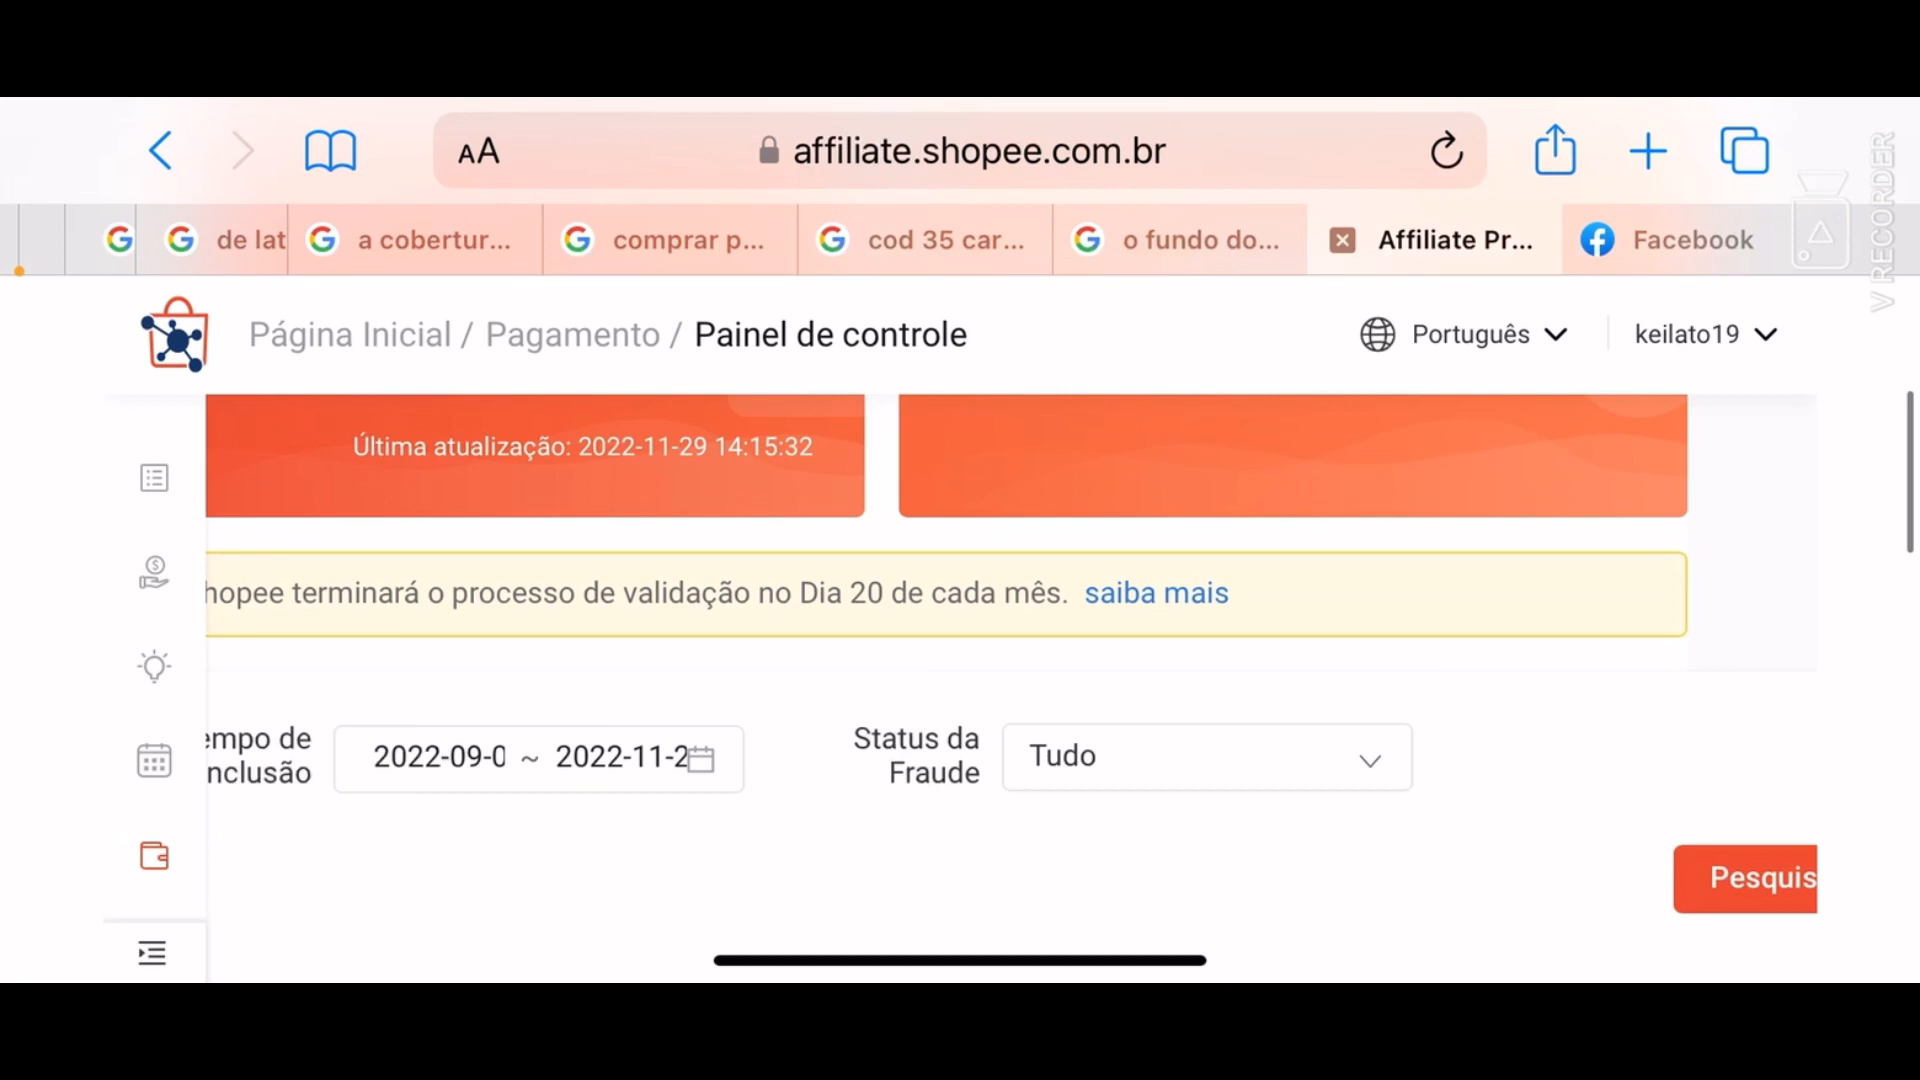 AA affiliate.shopee.com.br
de lat
a cobertur...
comprar p...
cod 35 car...
o fundo do...
Affiliate Pr...
Facebook
V RECORDER
Página Inicial / Pagamento / Painel de controle
Português
keilato19
Última atualização: 2022-11-29 14:15:32
hopee terminará o processo de validação no Dia 20 de cada mês. saiba mais
empo de
nclusão
2022-09-0 ~ 2022-11-2
Status da
Fraude
Tudo
Pesquis